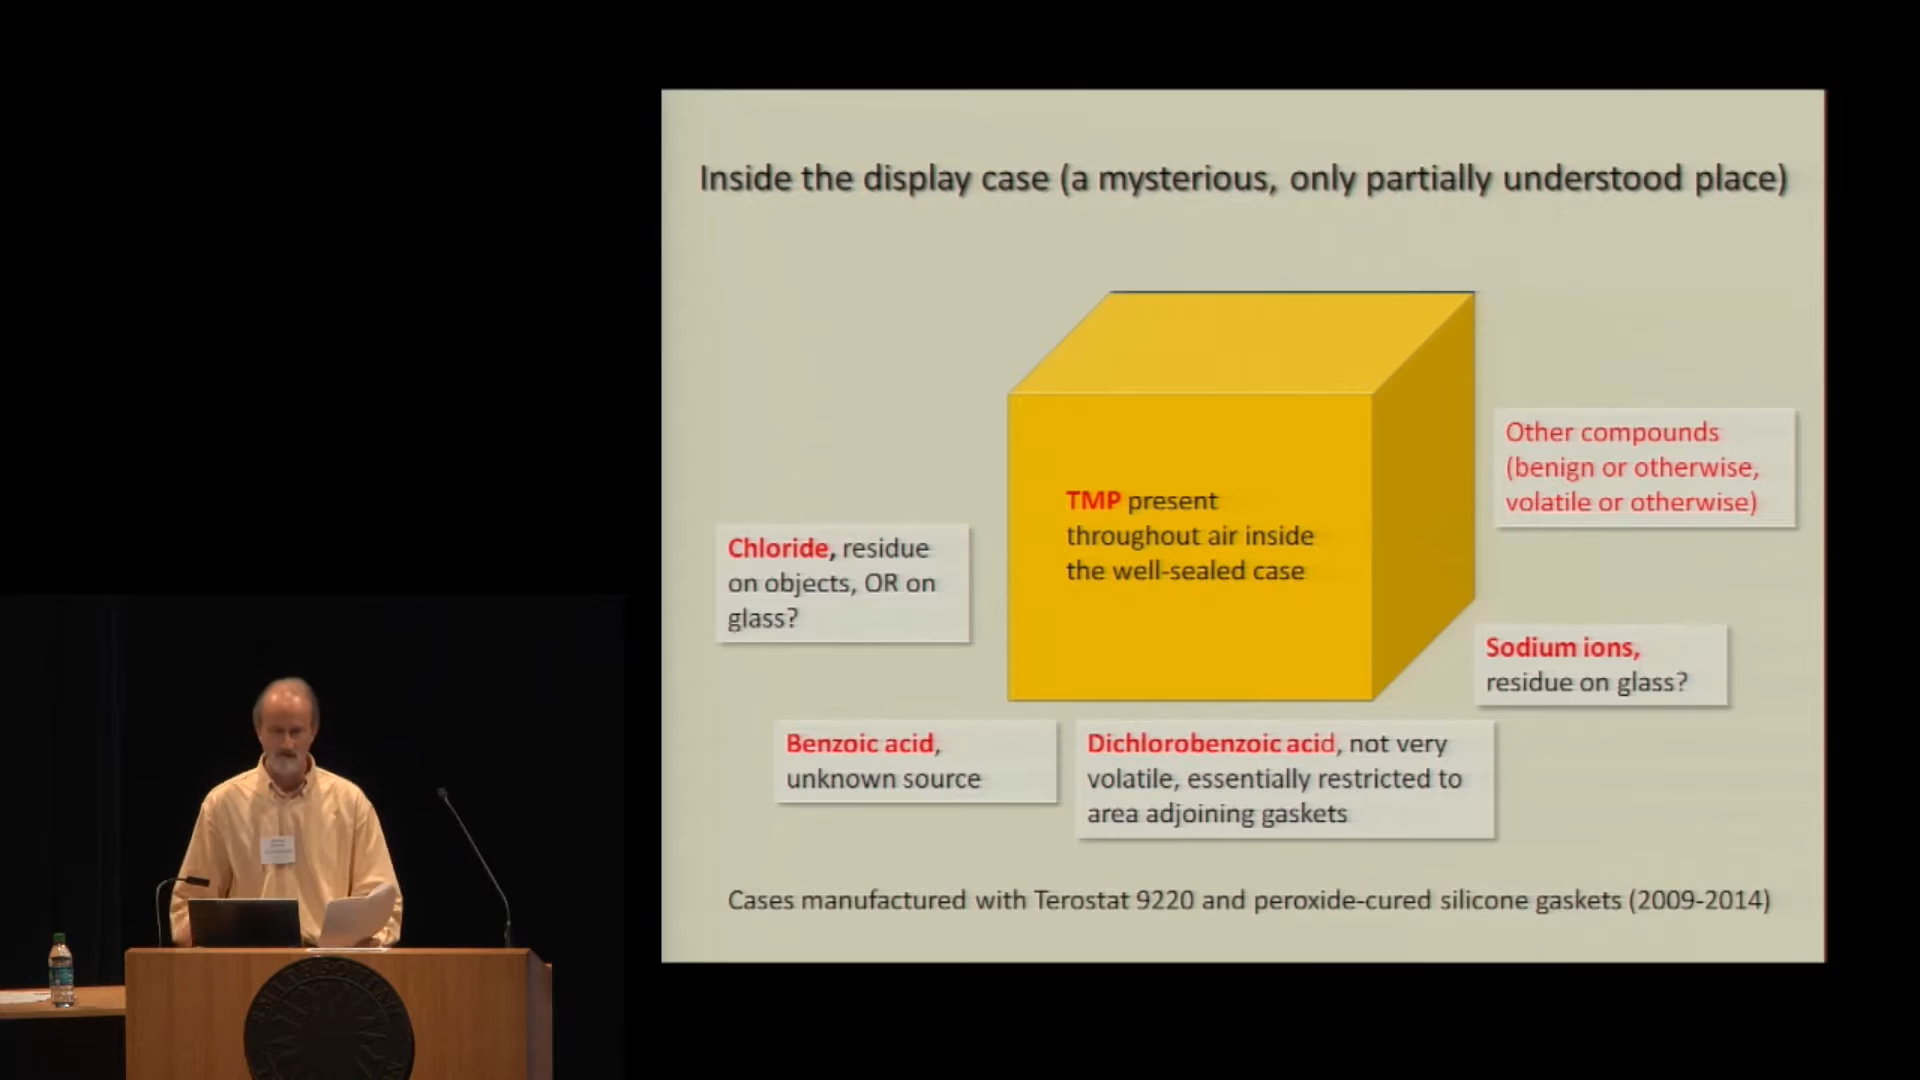 Inside the display case (a mysterious, only partially understood place)
Other compounds
(benign or otherwise,
volatile or otherwise)
TMP present
throughout air inside
the well-sealed case
Chloride, residue
on objects, OR on
glass?
Sodium ions,
residue on glass?
Benzoic acid,
unknown source
Dichlorobenzoic acid, not very
volatile, essentially restricted to
area adjoining gaskets
Cases manufactured with Terostat 9220 and peroxide-cured silicone gaskets (2009-2014)